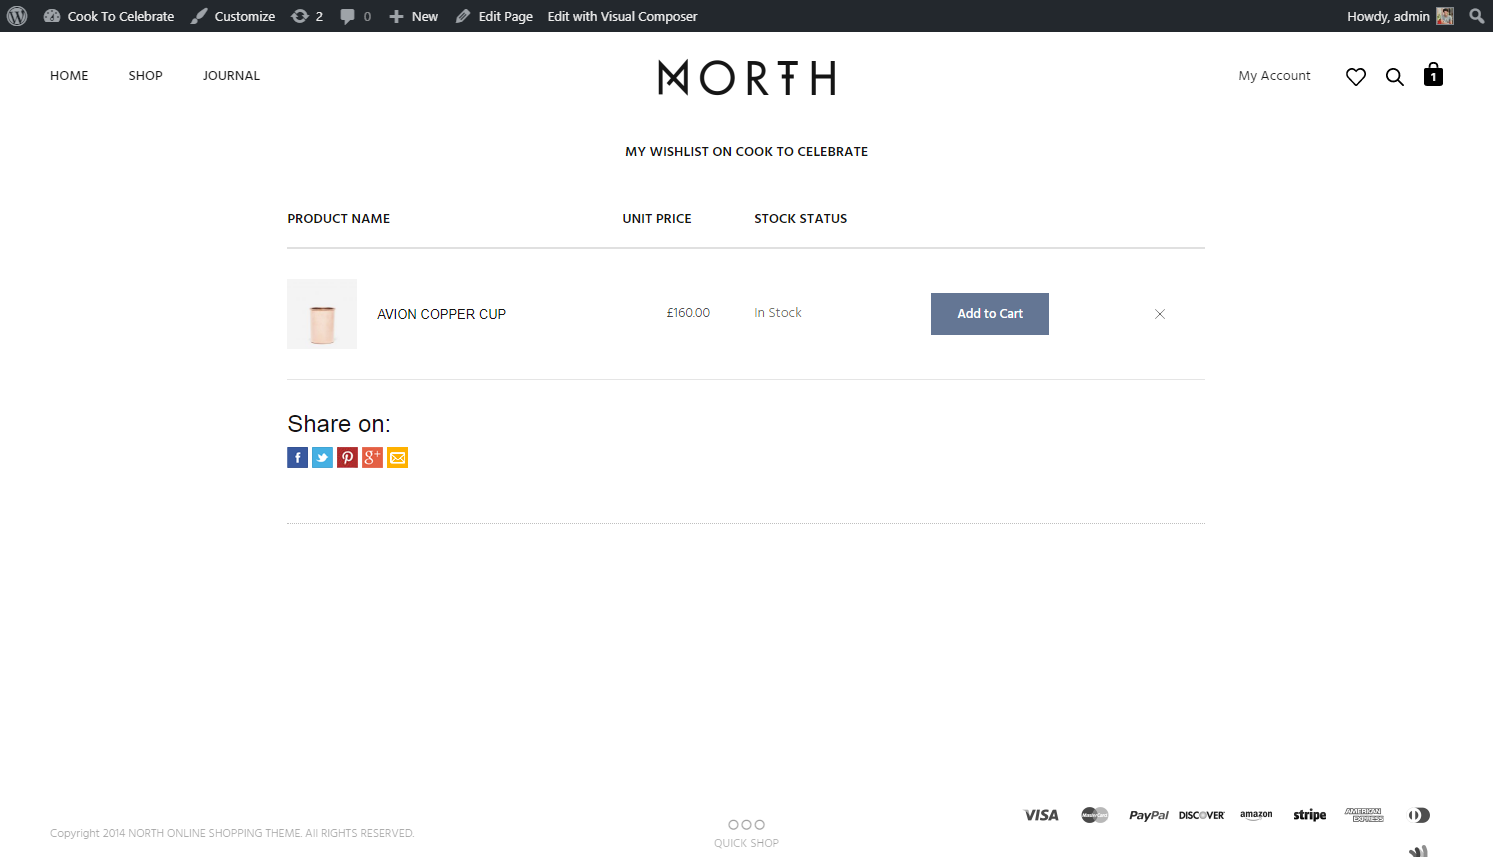 Cook To Celebrate Customize 2 0 New Edit Page Edit with Visual Composer Howdy, admin
HOME SHOP JOURNAL NORTH My Account 1
MY WISHLIST ON COOK TO CELEBRATE
PRODUCT NAME UNIT PRICE STOCK STATUS
AVION COPPER CUP £160.00 In Stock Add to Cart
Share on:
VISA MasterCard PayPal DISCOVER amazon stripe AMERICAN EXPRESS
Copyright 2014 NORTH ONLINE SHOPPING THEME. All RIGHTS RESERVED.
QUICK SHOP